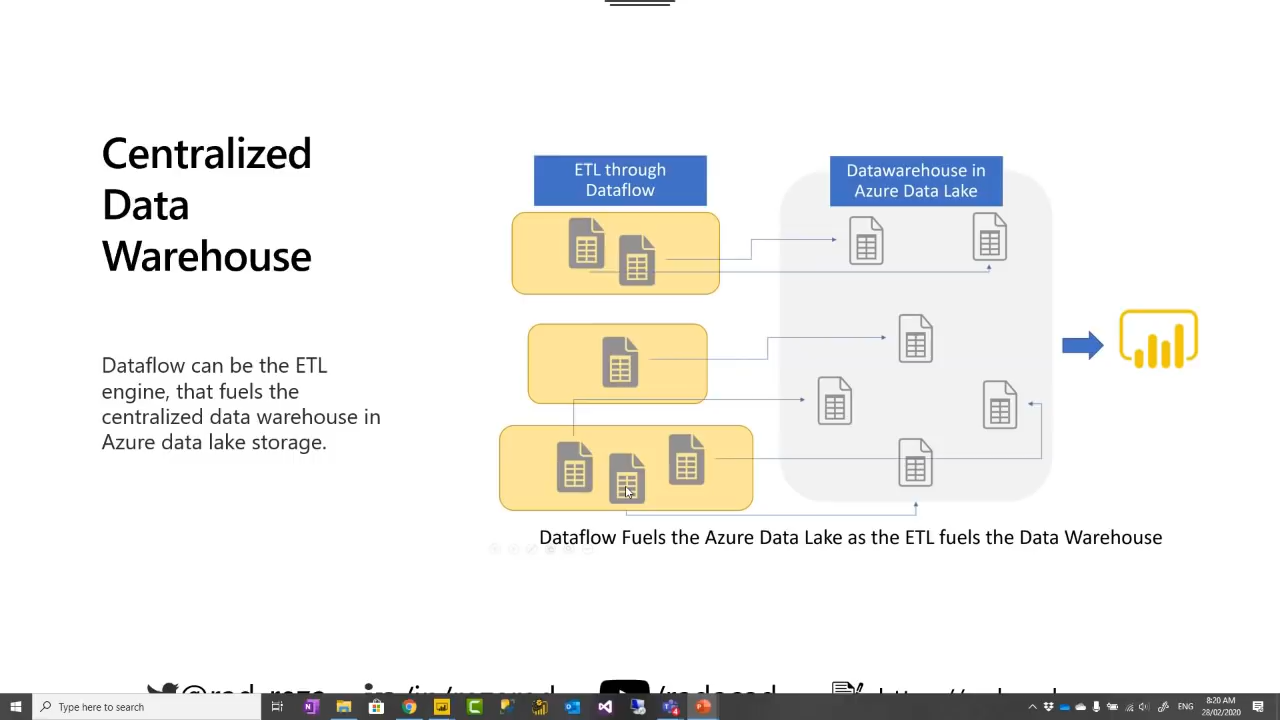 Centralized
Data
Warehouse
Dataflow can be the ETL
engine, that fuels the
centralized data warehouse in
Azure data lake storage.
ETL through
Dataflow
Datawarehouse in
Azure Data Lake
Dataflow Fuels the Azure Data Lake as the ETL fuels the Data Warehouse
Type here to search
ENG
8:20 AM
28/02/2020